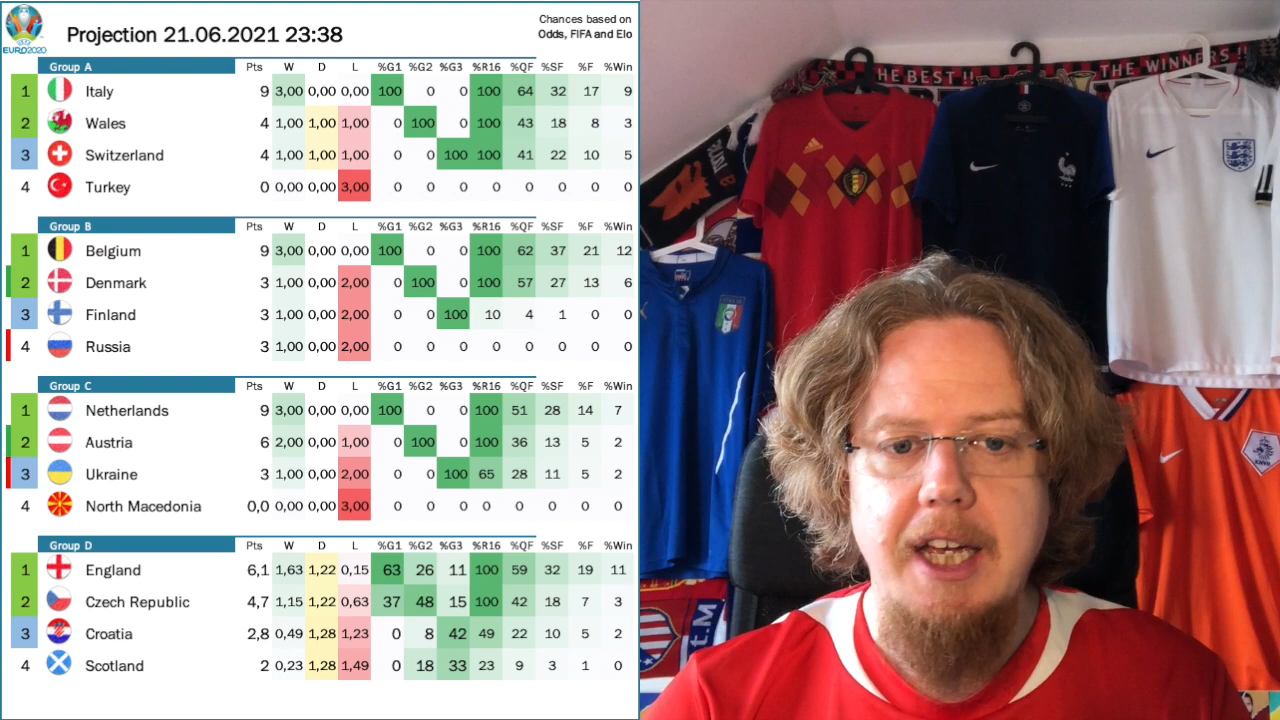 EURO2020
Projection 21.06.2021 23:38
Chances based on
Odds, FIFA and Elo
Group A Pts W D L %G1 %G2 %G3 %R16 %QF %SF %F %Win
1 Italy 9 3,00 0,00 0,00 100 0 0 100 64 32 17 9
2 Wales 4 1,00 1,00 1,00 0 100 0 100 43 18 8 3
3 Switzerland 4 1,00 1,00 1,00 0 0 100 100 41 22 10 5
4 Turkey 0 0,00 0,00 3,00 0 0 0 0 0 0 0 0
Group B Pts W D L %G1 %G2 %G3 %R16 %QF %SF %F %Win
1 Belgium 9 3,00 0,00 0,00 100 0 0 100 62 37 21 12
2 Denmark 3 1,00 0,00 2,00 0 100 0 100 57 27 13 6
3 Finland 3 1,00 0,00 2,00 0 0 100 10 4 1 0 0
4 Russia 3 1,00 0,00 2,00 0 0 0 0 0 0 0 0
Group C Pts W D L %G1 %G2 %G3 %R16 %QF %SF %F %Win
1 Netherlands 9 3,00 0,00 0,00 100 0 0 100 51 28 14 7
2 Austria 6 2,00 0,00 1,00 0 100 0 100 36 13 5 2
3 Ukraine 3 1,00 0,00 2,00 0 0 100 65 28 11 5 2
4 North Macedonia 0,0 0,00 0,00 3,00 0 0 0 0 0 0 0 0
Group D Pts W D L %G1 %G2 %G3 %R16 %QF %SF %F %Win
1 England 6,1 1,63 1,22 0,15 63 26 11 100 59 32 19 11
2 Czech Republic 4,7 1,15 1,22 0,63 37 48 15 100 42 18 7 3
3 Croatia 2,8 0,49 1,28 1,23 0 8 42 49 22 10 5 2
4 Scotland 2 0,23 1,28 1,49 0 18 33 23 9 3 1 0
THE BEST !!
THE WINNERS !!
KNVB
t.M